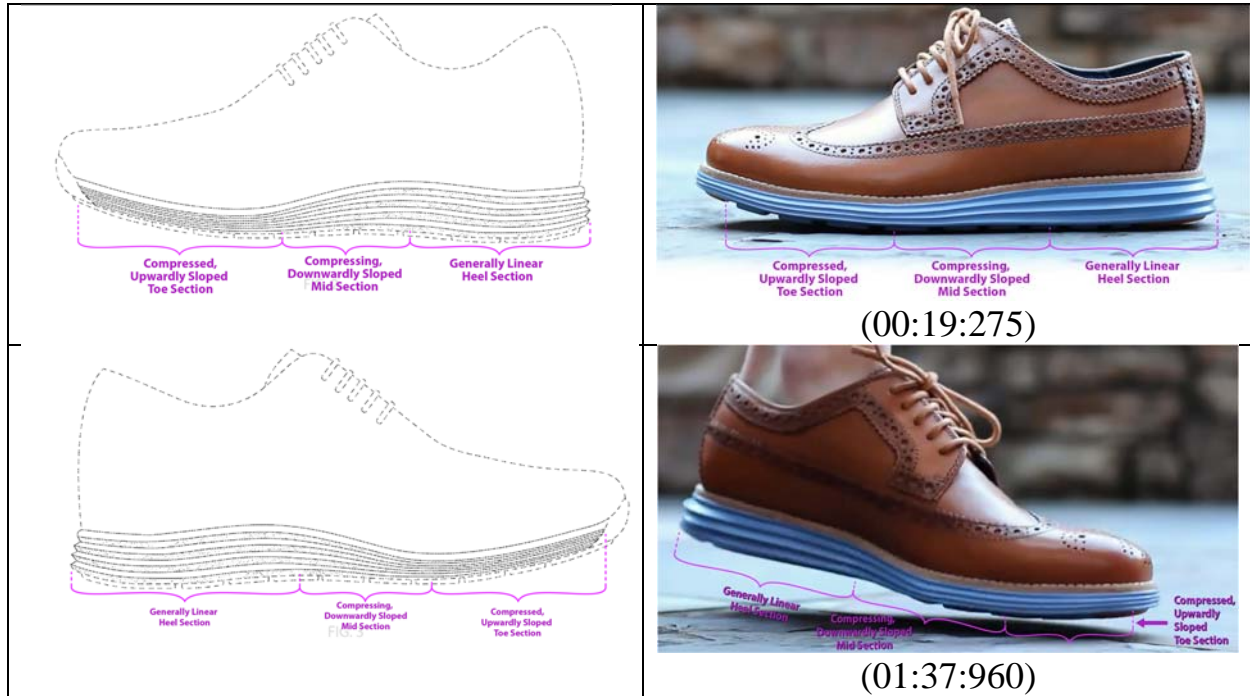 Compressed,
Upwardly Sloped
Toe Section
Compressing,
Downwardly Sloped
Mid Section
Generally Linear
Heel Section
Compressed,
Upwardly Sloped
Toe Section
Compressing,
Downwardly Sloped
Mid Section
Generally Linear
Heel Section
(00:19:275)
Generally Linear
Heel Section
Compressing,
Downwardly Sloped
Mid Section
Compressed,
Upwardly Sloped
Toe Section
FIG. 3
Generally Linear
Heel Section
Compressing,
Downwardly Sloped
Mid Section
Compressed,
Upwardly
Sloped
Toe Section
(01:37:960)